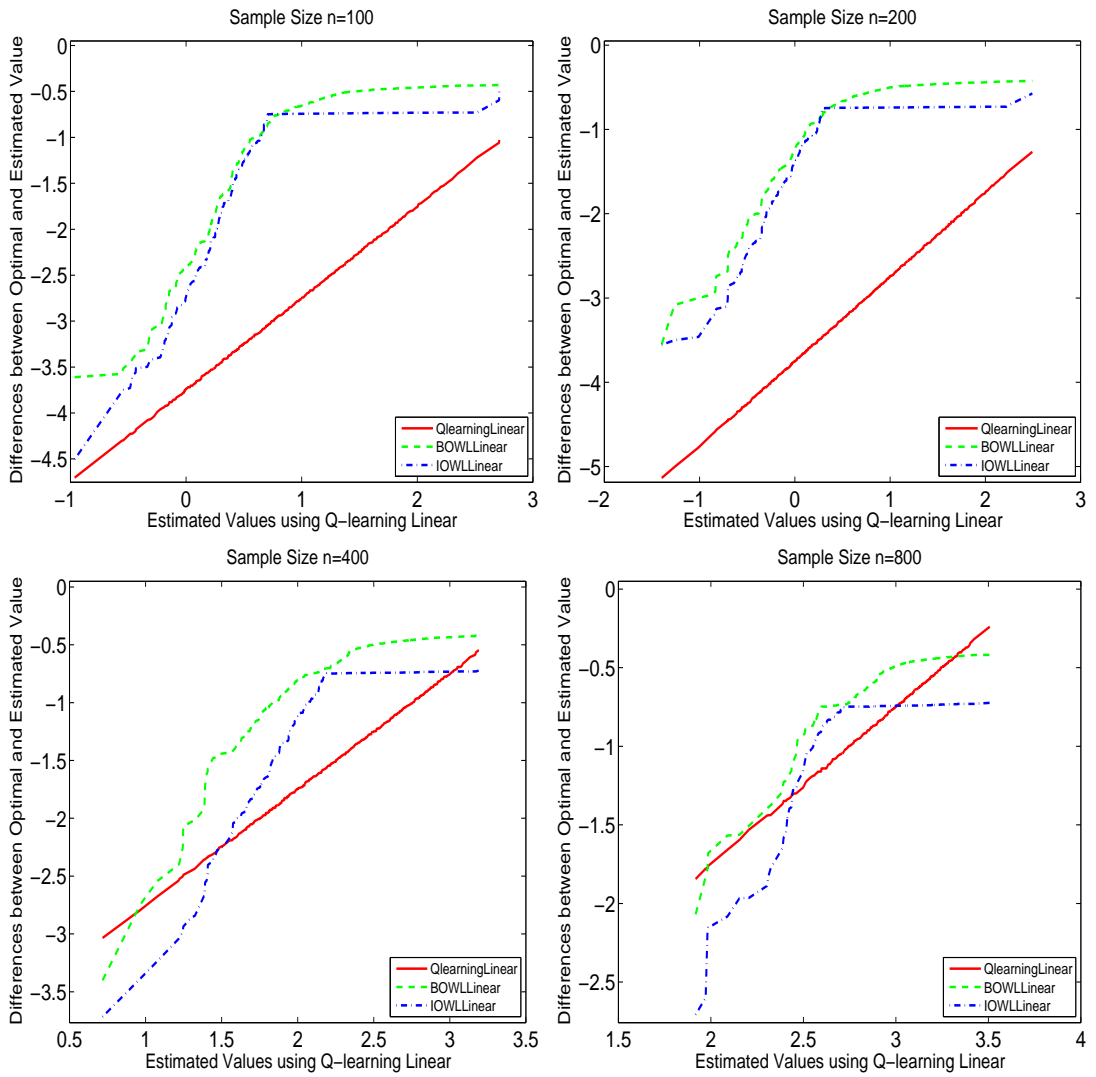 Sample Size n=100
Differences between Optimal and Estimated Value
0
−0.5
−1
−1.5
−2
−2.5
−3
−3.5
−4
−4.5
−1
0
1
2
3
Estimated Values using Q−learning Linear
QlearningLinear
BOWLLinear
IOWLLinear
Sample Size n=200
Differences between Optimal and Estimated Value
0
−1
−2
−3
−4
−5
−2
−1
0
1
2
3
Estimated Values using Q−learning Linear
QlearningLinear
BOWLLinear
IOWLLinear
Sample Size n=400
Differences between Optimal and Estimated Value
0
−0.5
−1
−1.5
−2
−2.5
−3
−3.5
0.5
1
1.5
2
2.5
3
3.5
Estimated Values using Q−learning Linear
QlearningLinear
BOWLLinear
IOWLLinear
Sample Size n=800
Differences between Optimal and Estimated Value
0
−0.5
−1
−1.5
−2
−2.5
1.5
2
2.5
3
3.5
4
Estimated Values using Q−learning Linear
QlearningLinear
BOWLLinear
IOWLLinear